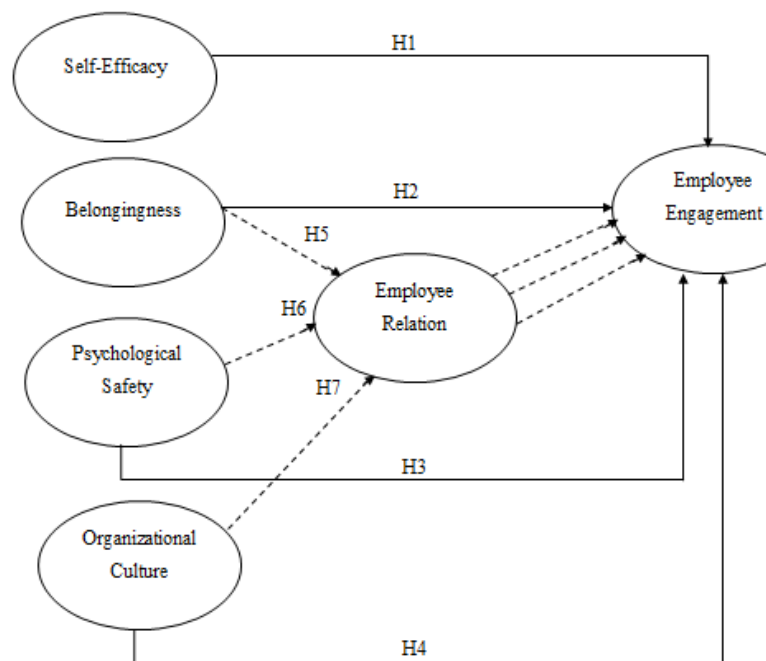 H1
Self-Efficacy
Employee
Engagement
H2
Belongingness
H5
Employee
Relation
H6
Psychological
Safety
H7
H3
Organizational
Culture
H4